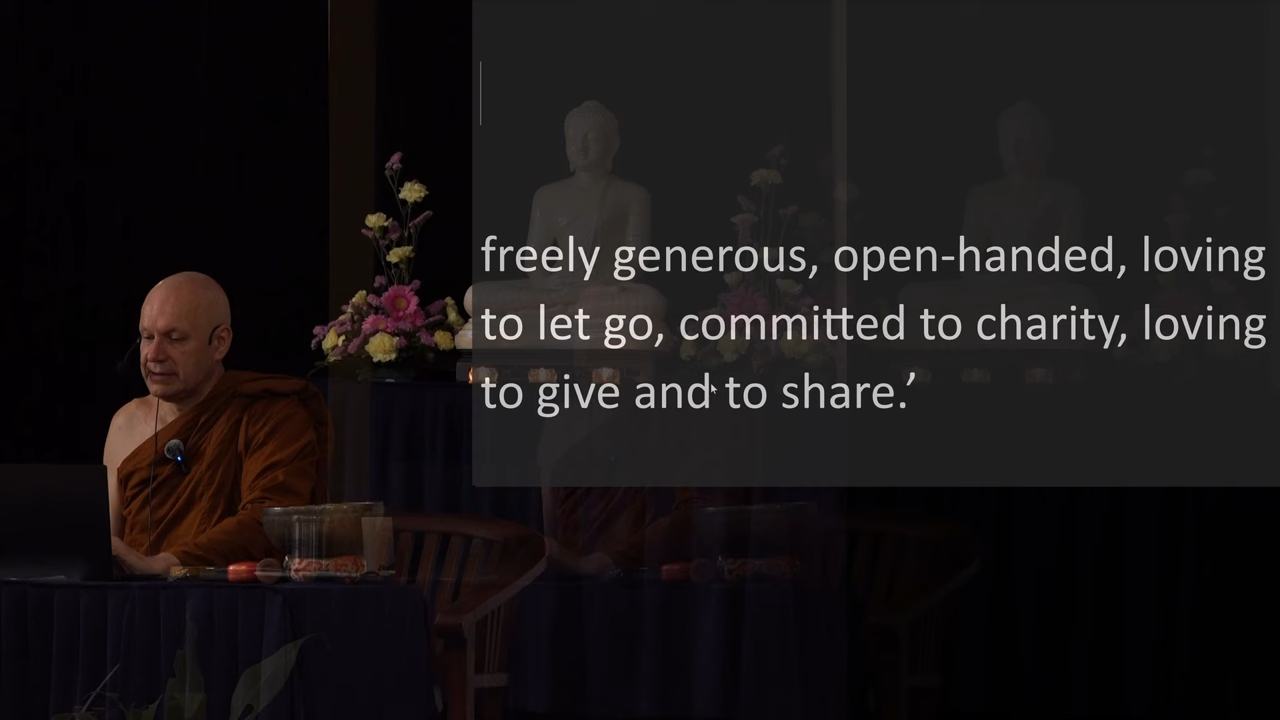 freely generous, open-handed, loving
to let go, committed to charity, loving
to give and to share.’